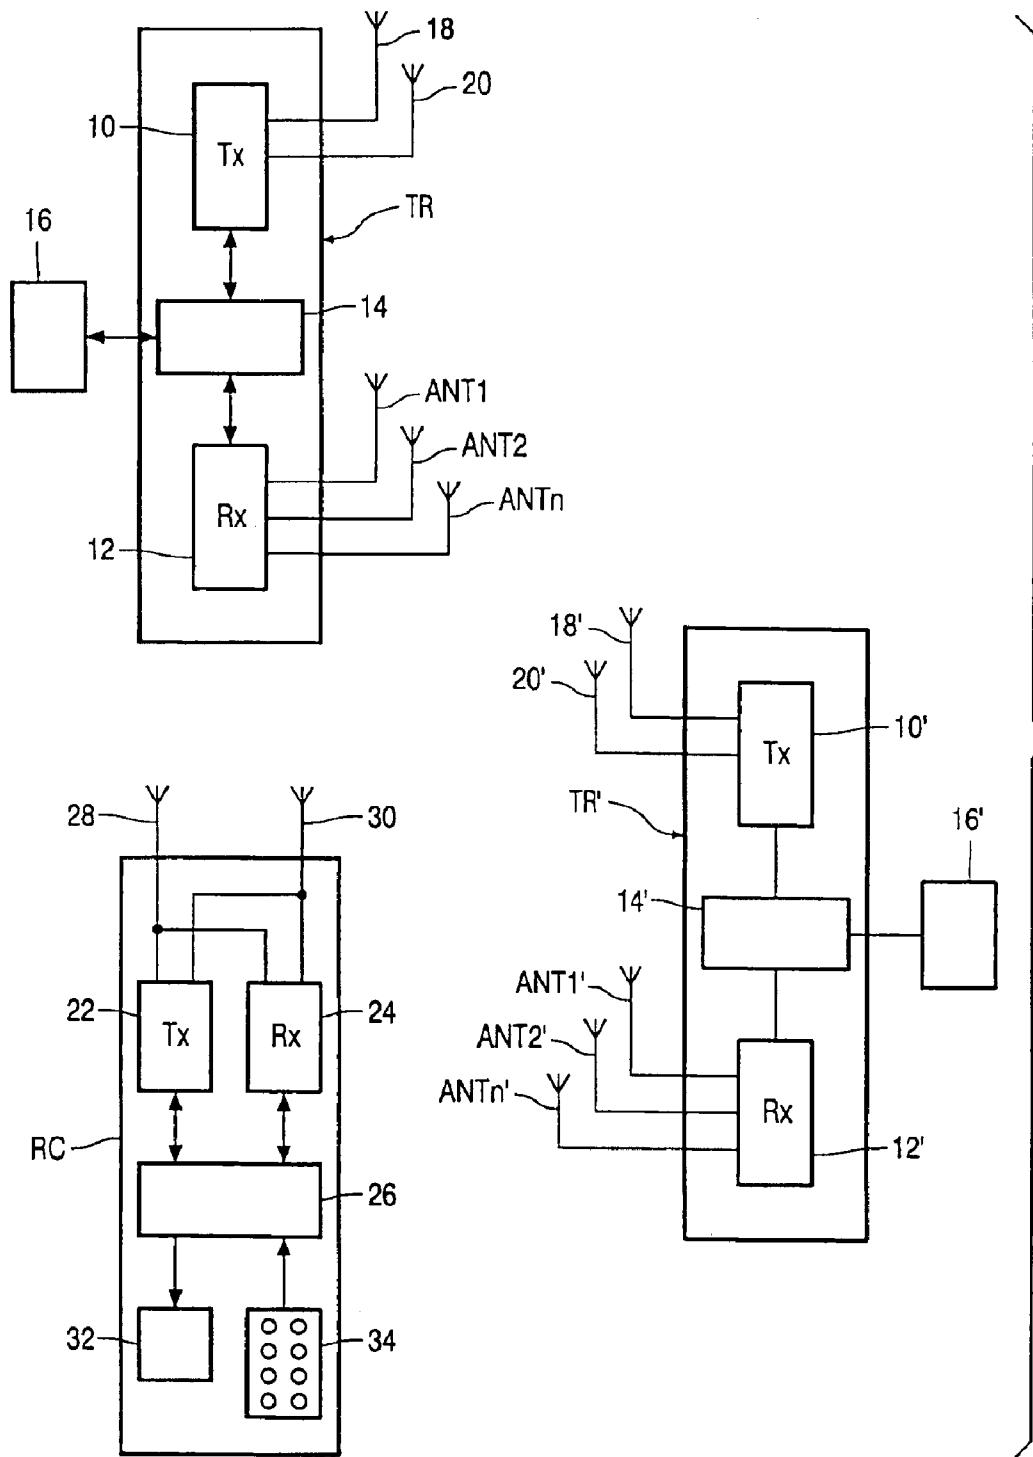 18
20
10
Tx
TR
16
14
ANT1
ANT2
ANTn
Rx
12
18'
20'
10'
Tx
TR'
16'
14'
ANT1'
ANT2'
ANTn'
Rx
12'
28
30
22
Tx
Rx
24
RC
26
32
34